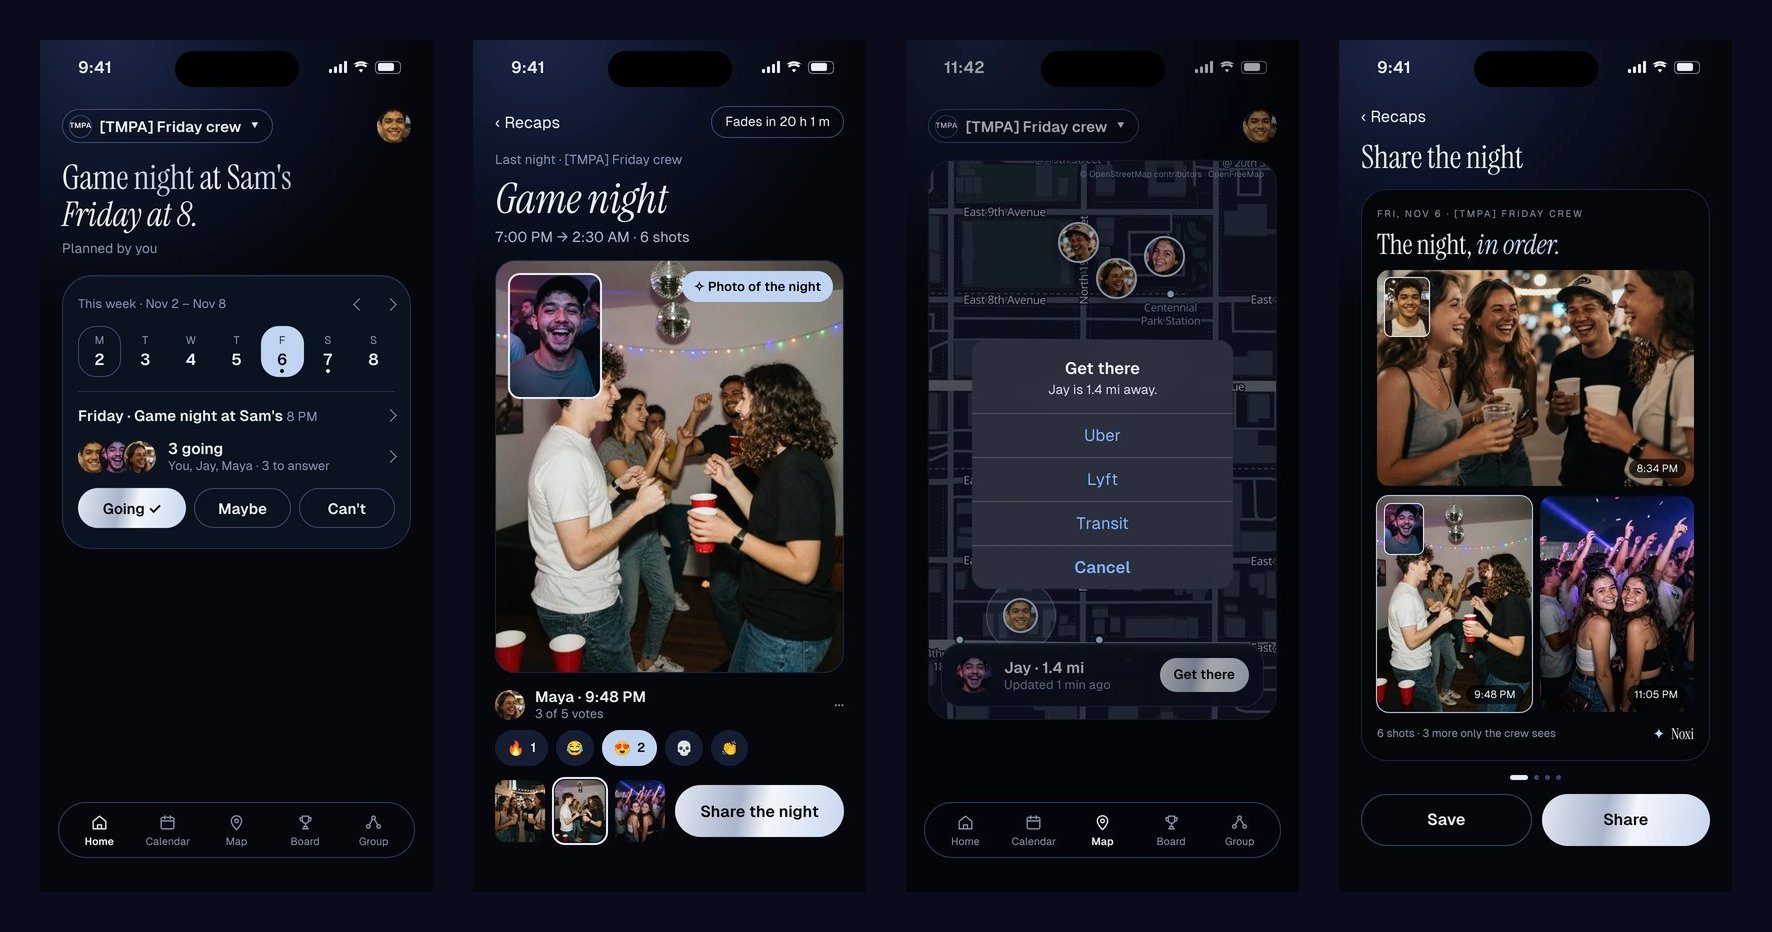 9:41
TMPA [TMPA] Friday crew ▼
Game night at Sam's
Friday at 8.
Planned by you
This week · Nov 2 – Nov 8
M T W T F S S
2 3 4 5 6 7 8
Friday · Game night at Sam's 8 PM
3 going
You, Jay, Maya · 3 to answer
Going ✓ Maybe Can't
Home Calendar Map Board Group
9:41
‹ Recaps
Fades in 20 h 1 m
Last night · [TMPA] Friday crew
Game night
7:00 PM → 2:30 AM · 6 shots
✧ Photo of the night
Maya · 9:48 PM
3 of 5 votes
···
🔥 1 😂 😍 2 💀 👏
Share the night
11:42
TMPA [TMPA] Friday crew ▼
@ 20th S
© OpenStreetMap contributors · OpenFreeMap
East 9th Avenue
East 8th Avenue
East
Centennial
Park Station
Get there
Jay is 1.4 mi away.
Uber
Lyft
Transit
Cancel
East
East
Jay · 1.4 mi
Updated 1 min ago
Get there
Home Calendar Map Board Group
9:41
‹ Recaps
Share the night
FRI, NOV 6 · [TMPA] FRIDAY CREW
The night, in order.
8:34 PM
9:48 PM
11:05 PM
6 shots · 3 more only the crew sees
✦ Noxi
Save Share